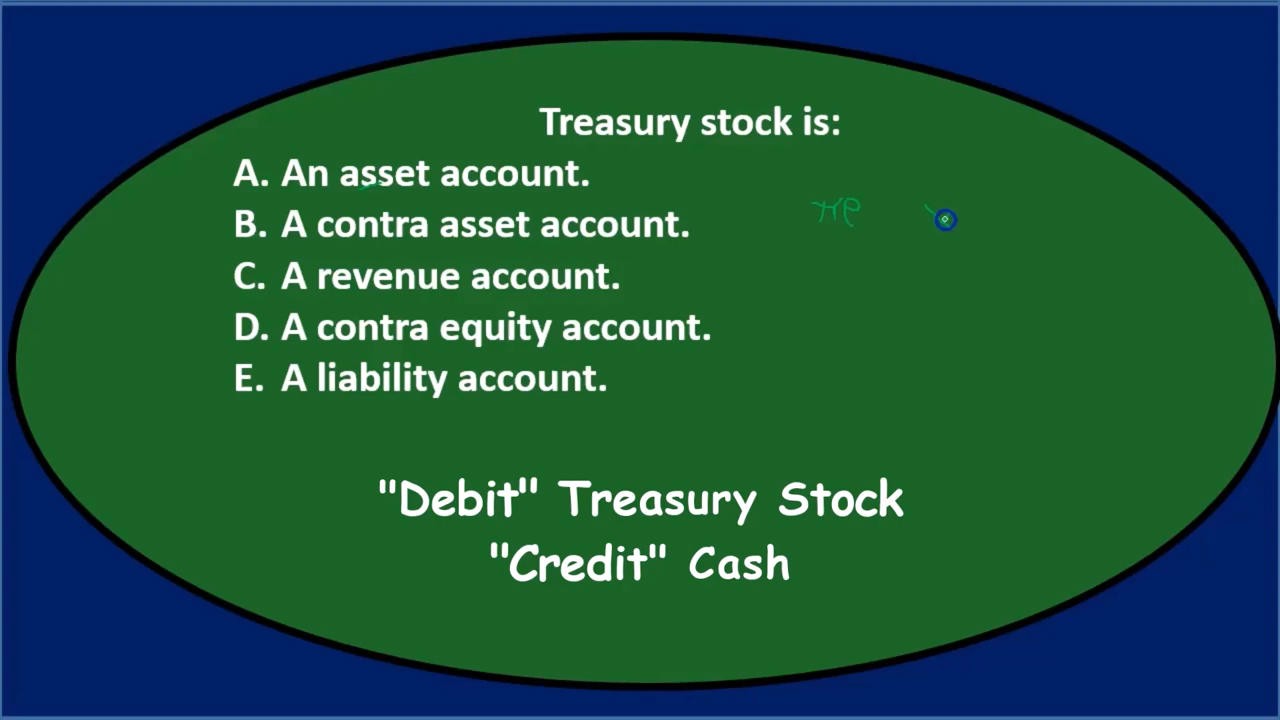 Treasury stock is:
A. An asset account.
B. A contra asset account.
C. A revenue account.
D. A contra equity account.
E. A liability account.
"Debit" Treasury Stock
"Credit" Cash